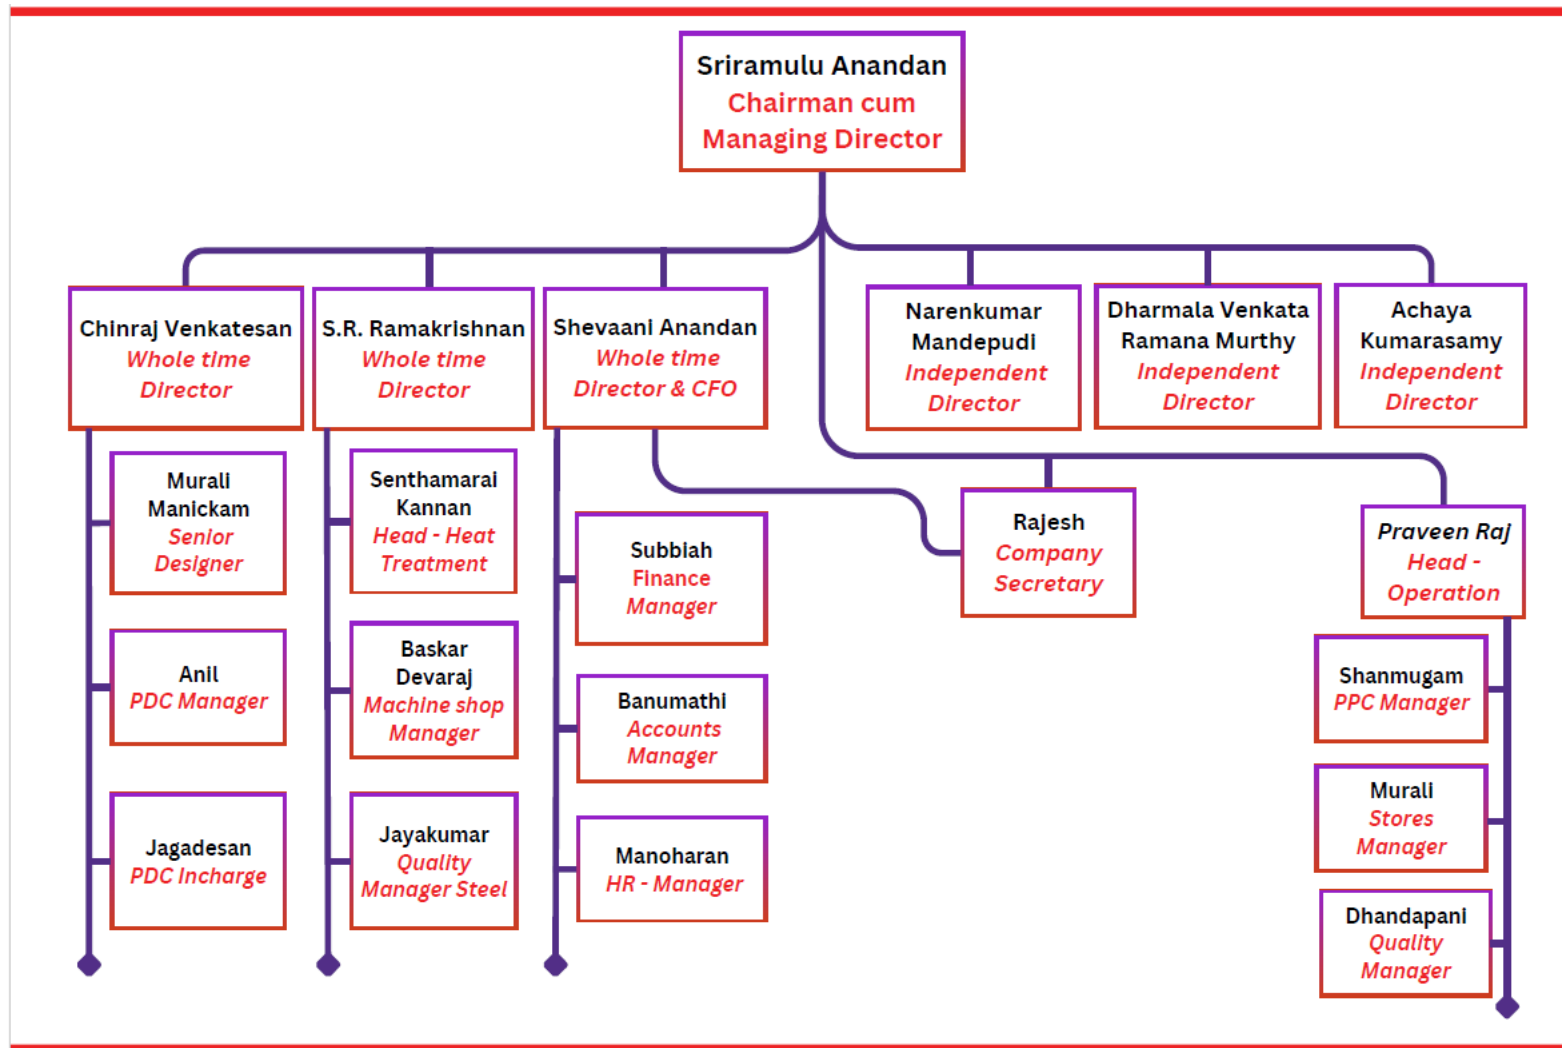 Sriramulu Anandan
Chairman cum
Managing Director
Chinraj Venkatesan
Whole time
Director
S.R. Ramakrishnan
Whole time
Director
Shevaani Anandan
Whole time
Director & CFO
Narenkumar
Mandepudi
Independent
Director
Dharmala Venkata
Ramana Murthy
Independent
Director
Achaya
Kumarasamy
Independent
Director
Murali
Manickam
Senior
Designer
Anil
PDC Manager
Jagadesan
PDC Incharge
Senthamarai
Kannan
Head - Heat
Treatment
Baskar
Devaraj
Machine shop
Manager
Jayakumar
Quality
Manager Steel
Subbiah
Finance
Manager
Banumathi
Accounts
Manager
Manoharan
HR - Manager
Rajesh
Company
Secretary
Praveen Raj
Head -
Operation
Shanmugam
PPC Manager
Murali
Stores
Manager
Dhandapani
Quality
Manager